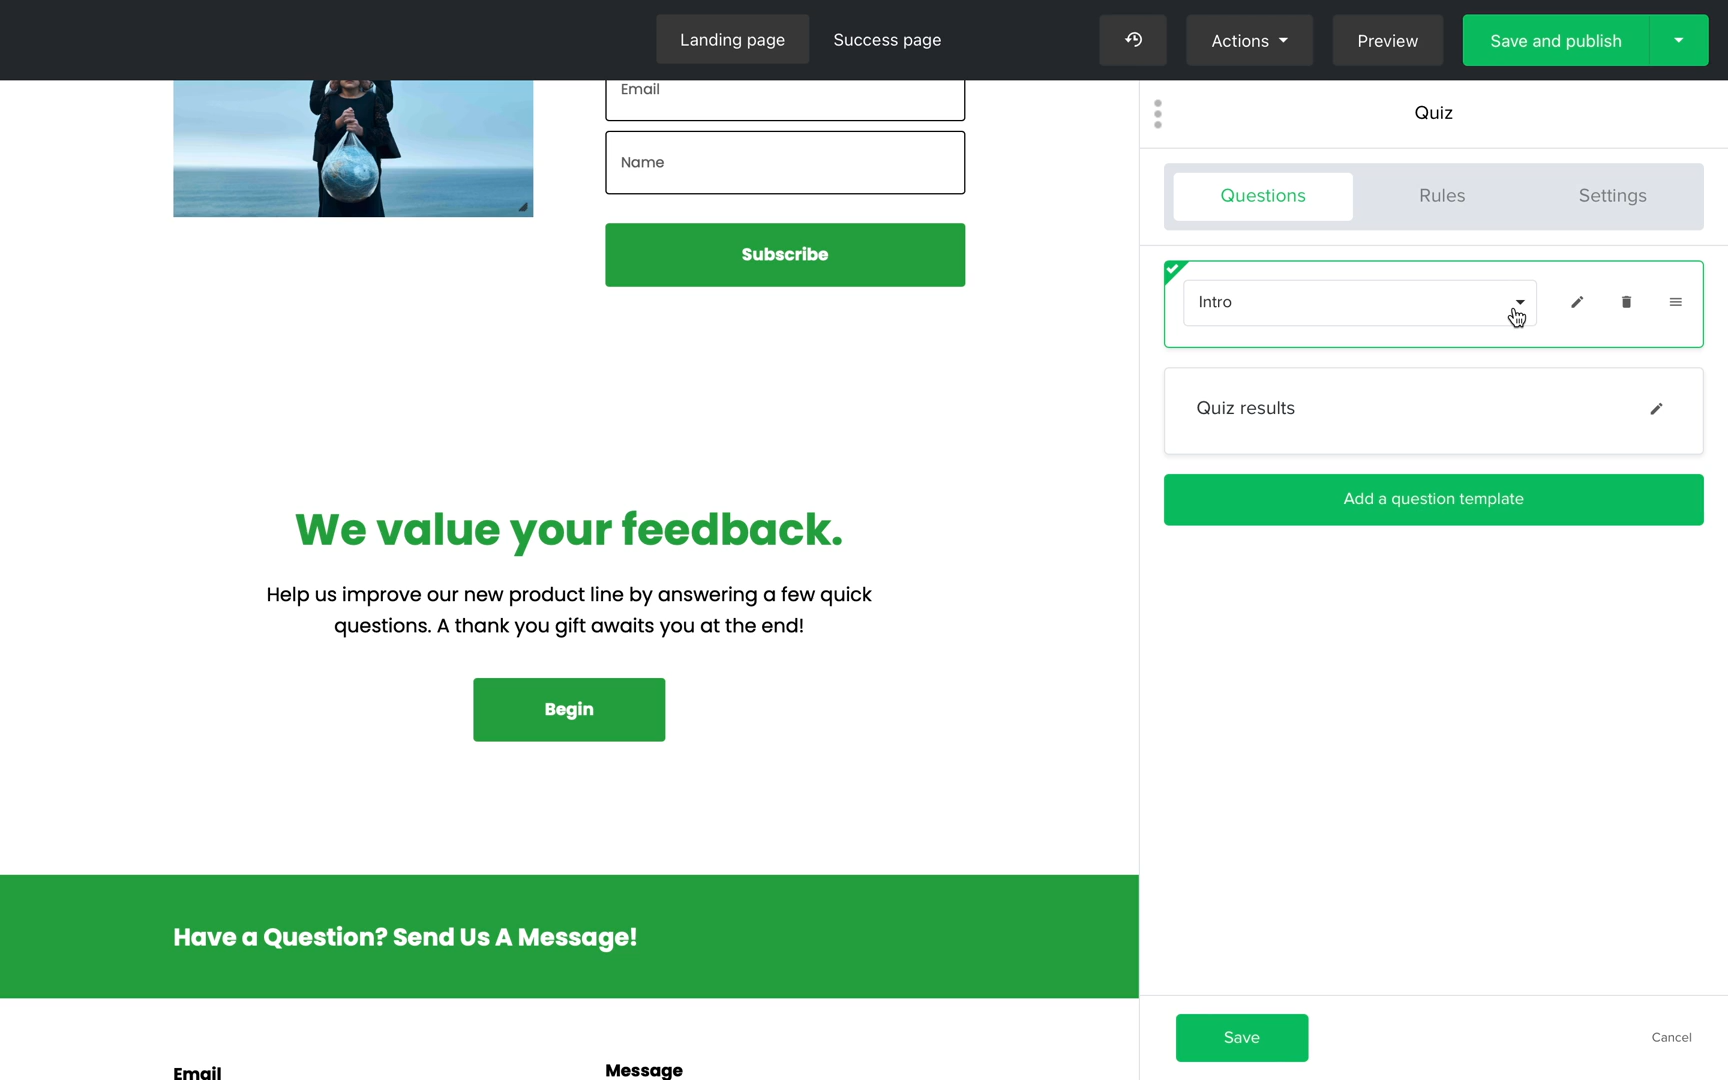 Landing page
Success page
Actions
Preview
Save and publish
Email
Name
Subscribe
We value your feedback.
Help us improve our new product line by answering a few quick
questions. A thank you gift awaits you at the end!
Begin
Have a Question? Send Us A Message!
Email
Message
Quiz
Questions
Rules
Settings
Intro
Quiz results
Add a question template
Save
Cancel